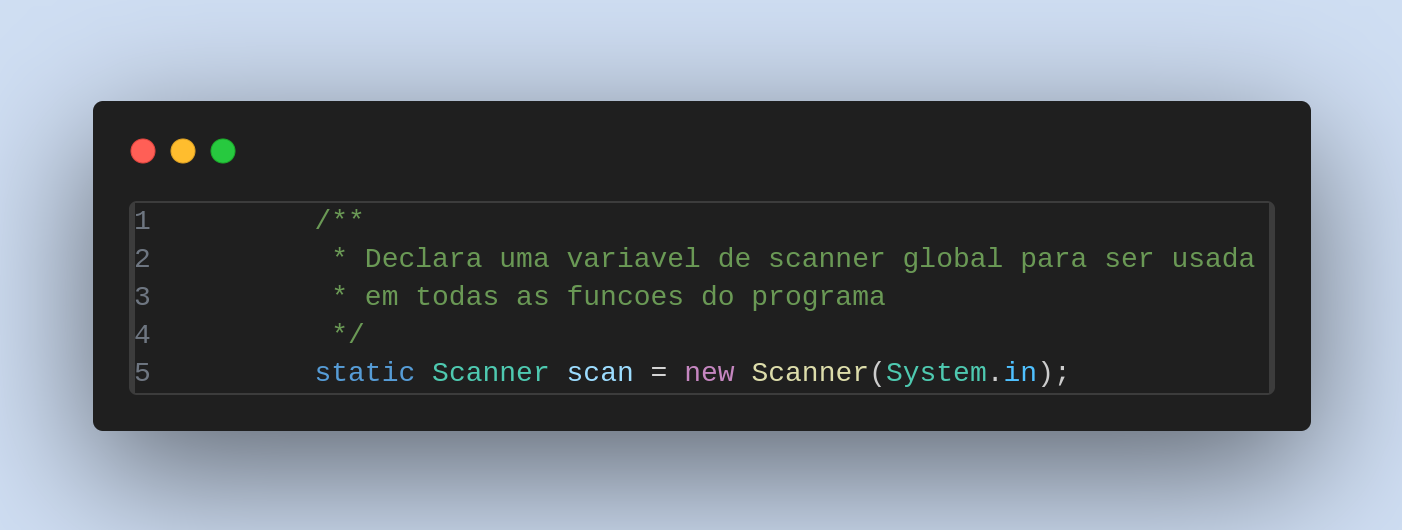 1 /**
2 * Declara uma variavel de scanner global para ser usada
3 * em todas as funcoes do programa
4 */
5 static Scanner scan = new Scanner(System.in);